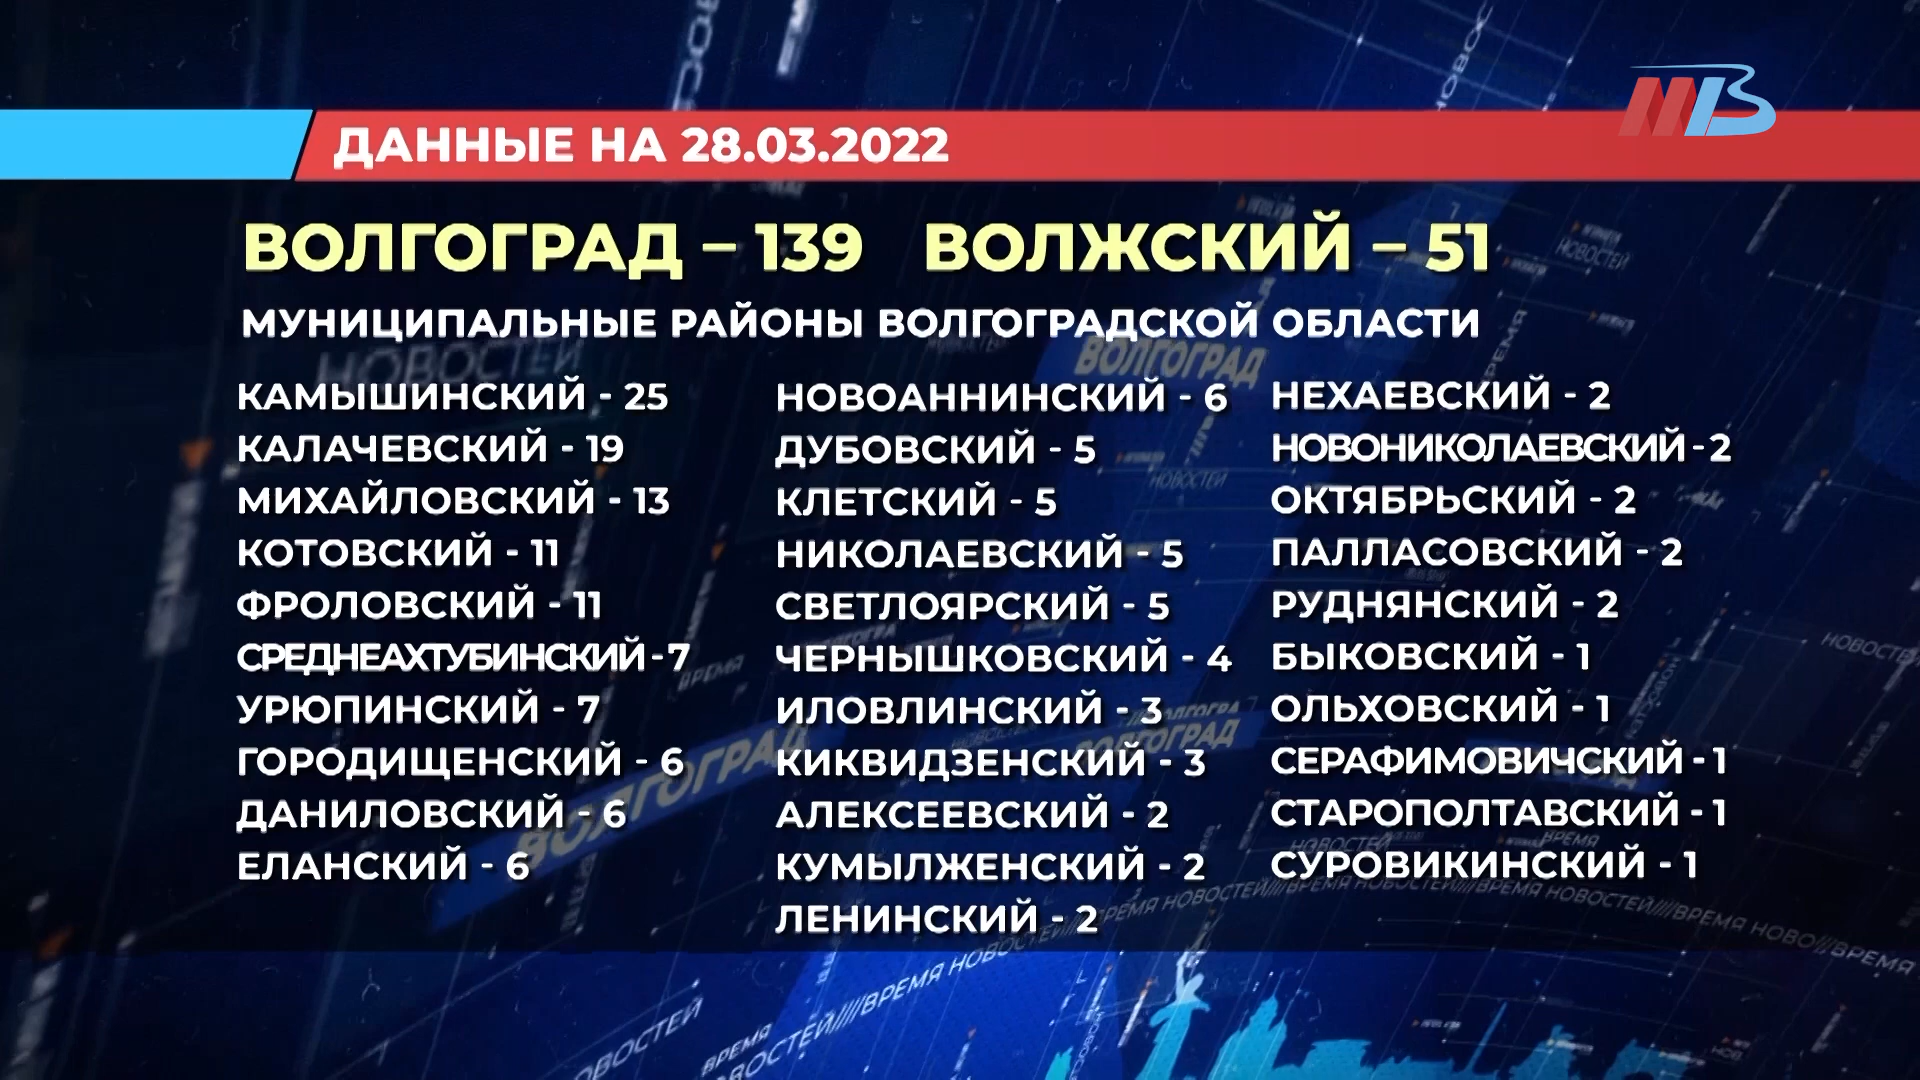 ДАННЫЕ НА 28.03.2022
ВОЛГОГРАД – 139 ВОЛЖСКИЙ – 51
МУНИЦИПАЛЬНЫЕ РАЙОНЫ ВОЛГОГРАДСКОЙ ОБЛАСТИ
КАМЫШИНСКИЙ - 25
КАЛАЧЕВСКИЙ - 19
МИХАЙЛОВСКИЙ - 13
КОТОВСКИЙ - 11
ФРОЛОВСКИЙ - 11
СРЕДНЕАХТУБИНСКИЙ - 7
УРЮПИНСКИЙ - 7
ГОРОДИЩЕНСКИЙ - 6
ДАНИЛОВСКИЙ - 6
ЕЛАНСКИЙ - 6
НОВОАННИНСКИЙ - 6
ДУБОВСКИЙ - 5
КЛЕТСКИЙ - 5
НИКОЛАЕВСКИЙ - 5
СВЕТЛОЯРСКИЙ - 5
ЧЕРНЫШКОВСКИЙ - 4
ИЛОВЛИНСКИЙ - 3
КИКВИДЗЕНСКИЙ - 3
АЛЕКСЕЕВСКИЙ - 2
КУМЫЛЖЕНСКИЙ - 2
ЛЕНИНСКИЙ - 2
НЕХАЕВСКИЙ - 2
НОВОНИКОЛАЕВСКИЙ - 2
ОКТЯБРЬСКИЙ - 2
ПАЛЛАСОВСКИЙ - 2
РУДНЯНСКИЙ - 2
БЫКОВСКИЙ - 1
ОЛЬХОВСКИЙ - 1
СЕРАФИМОВИЧСКИЙ - 1
СТАРОПОЛТАВСКИЙ - 1
СУРОВИКИНСКИЙ - 1